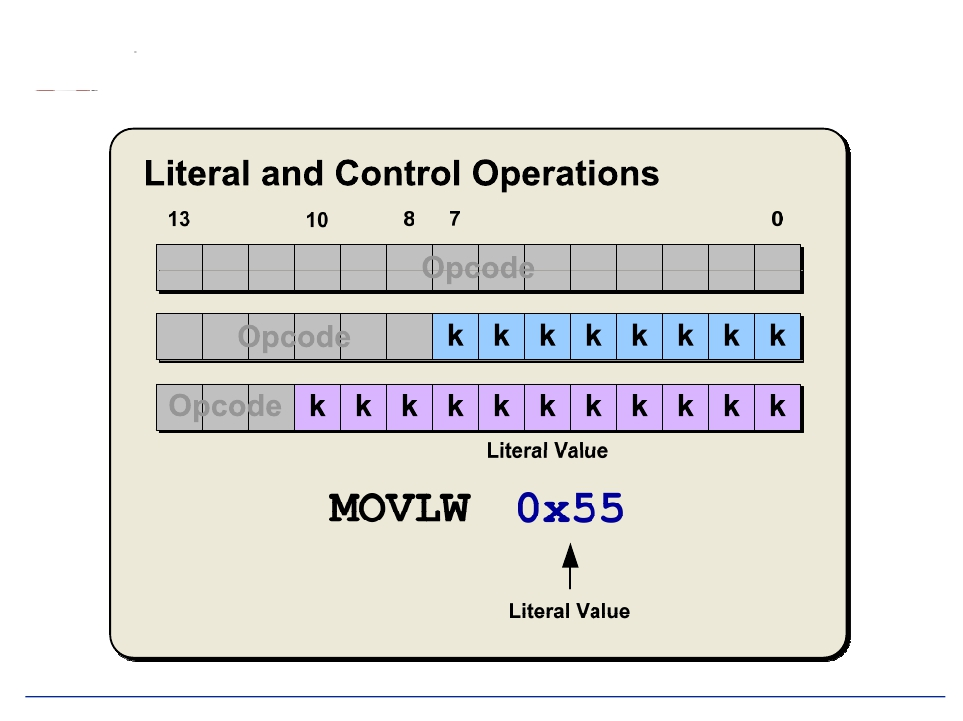 Literal and Control Operations
13 10 8 7 0
Opcode
Opcode k k k k k k k k
Opcode k k k k k k k k k k k
Literal Value
MOVLW 0x55
Literal Value